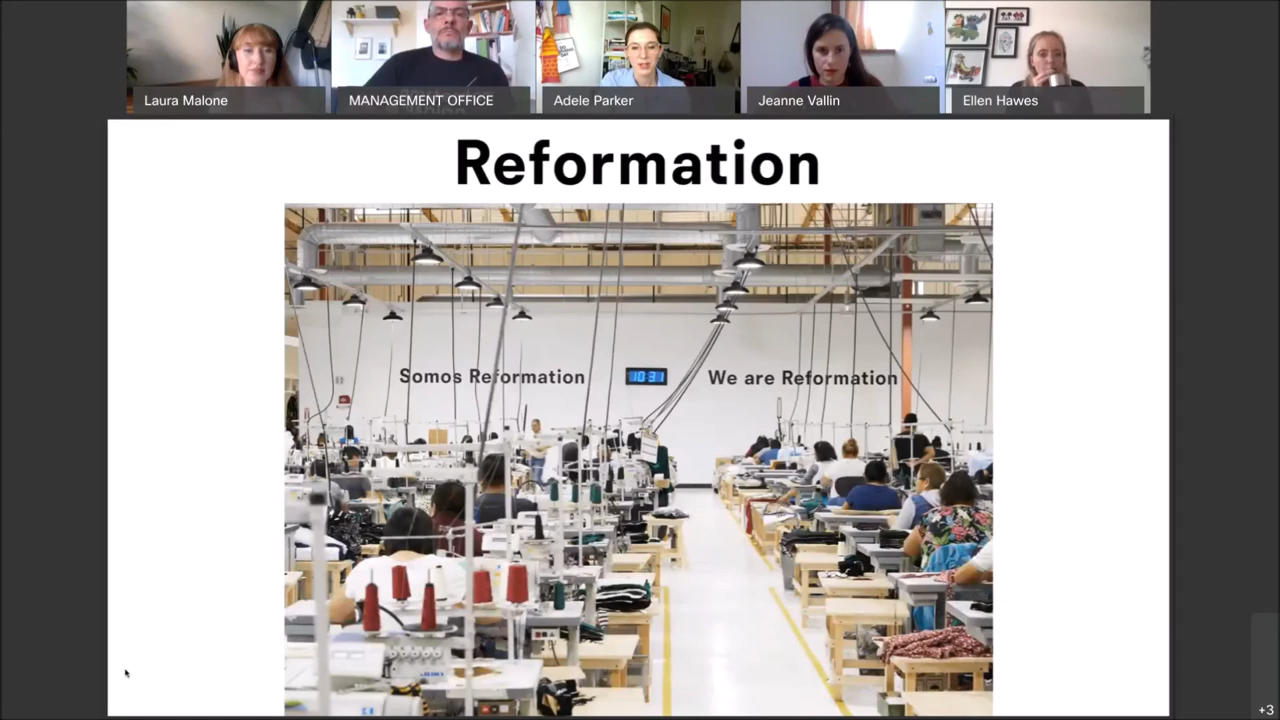 Laura Malone
MANAGEMENT OFFICE
Adele Parker
Jeanne Vallin
Ellen Hawes
Reformation
Somos Reformation
10:31
We are Reformation
+3